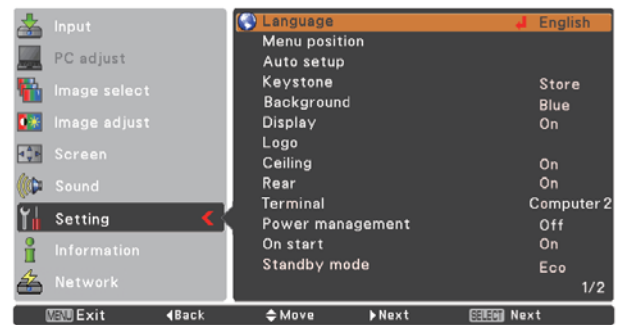 Input
PC adjust
Image select
Image adjust
Screen
Sound
Setting
Information
Network
Language English
Menu position
Auto setup
Keystone Store
Background Blue
Display On
Logo
Ceiling On
Rear On
Terminal Computer 2
Power management Off
On start On
Standby mode Eco
1/2
MENU Exit Back Move Next SELECT Next